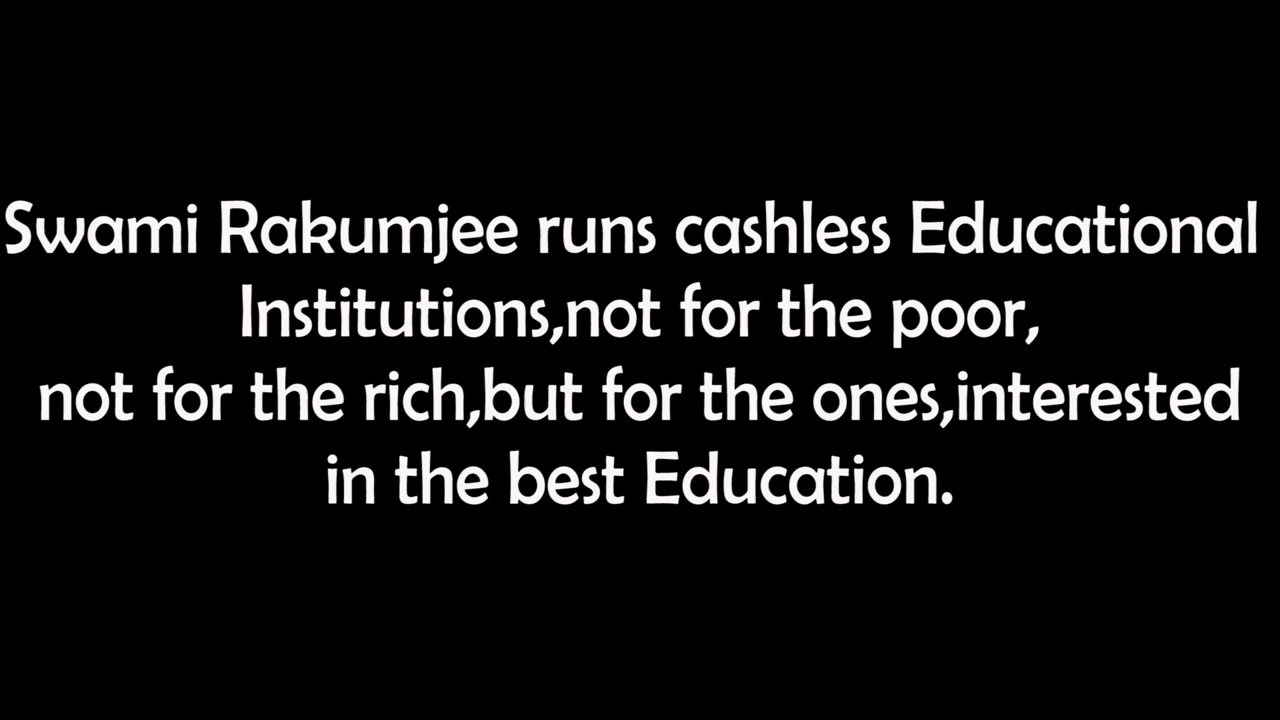 Swami Rakumjee runs cashless Educational
Institutions,not for the poor,
not for the rich,but for the ones,interested
in the best Education.